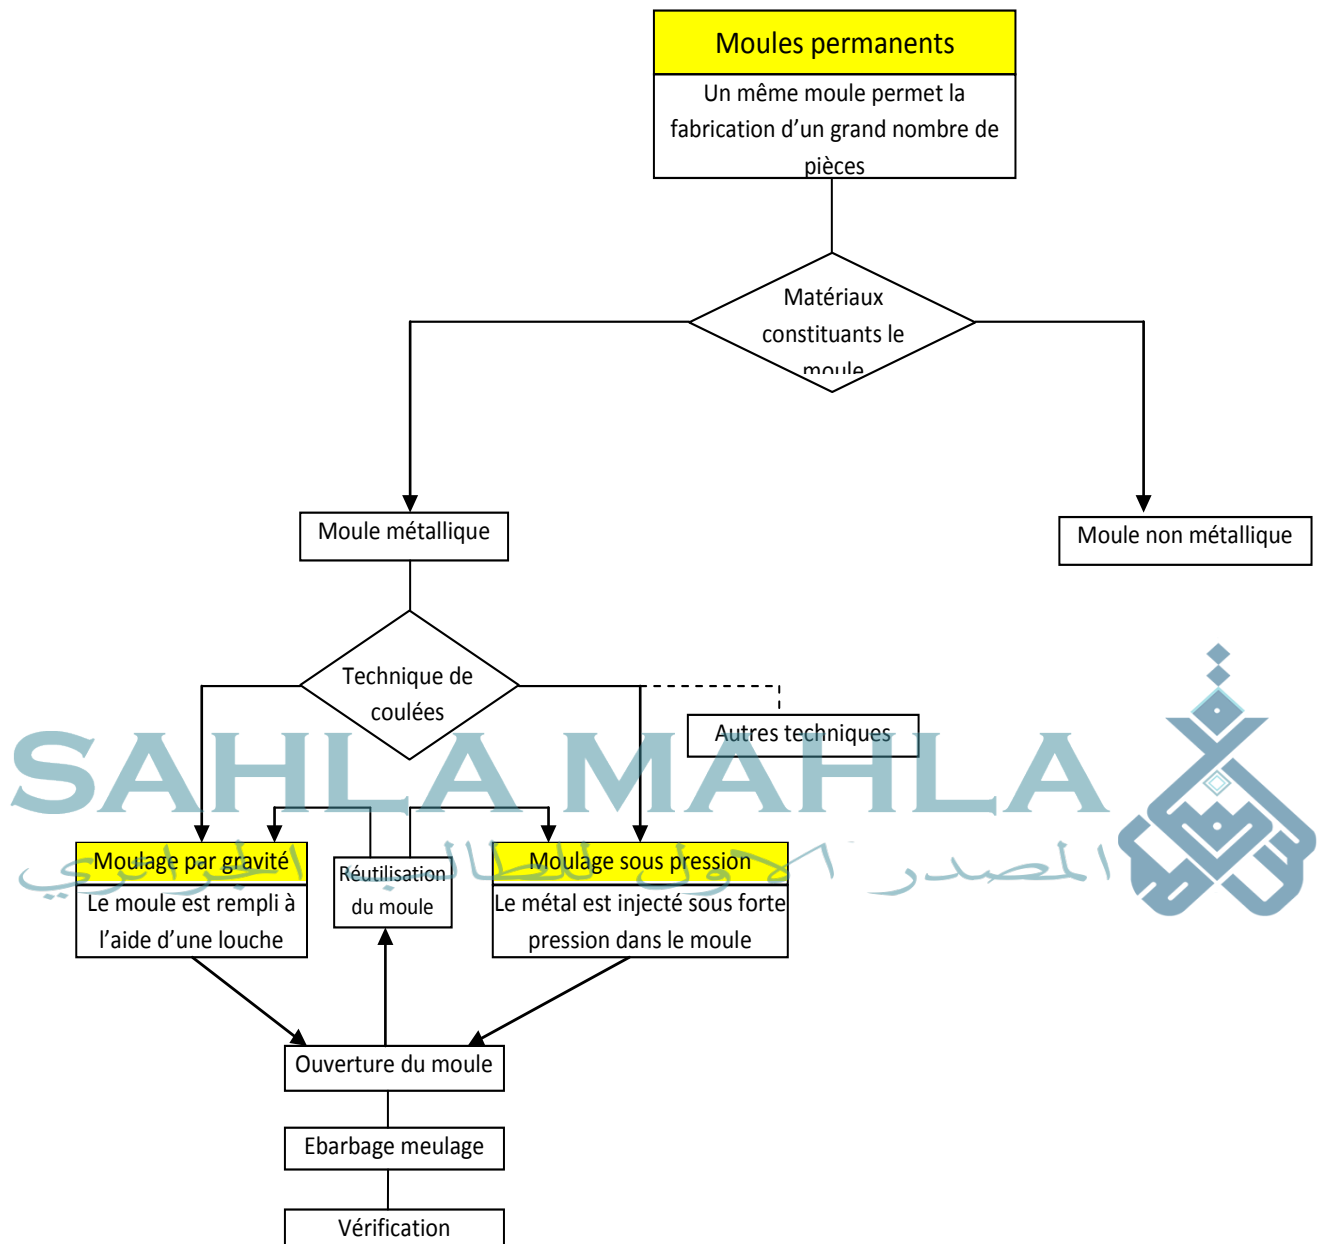 Moules permanents
Un même moule permet la
fabrication d'un grand nombre de
pièces
Matériaux
constituants le
moule
Moule métallique
Moule non métallique
Technique de
coulées
Autres techniques
SAHLA MAHLA
المصدر الاول للطالب الجزائري
Moulage par gravité
Le moule est rempli à
l'aide d'une louche
Réutilisation
du moule
Moulage sous pression
Le métal est injecté sous forte
pression dans le moule
Ouverture du moule
Ebarbage meulage
Vérification